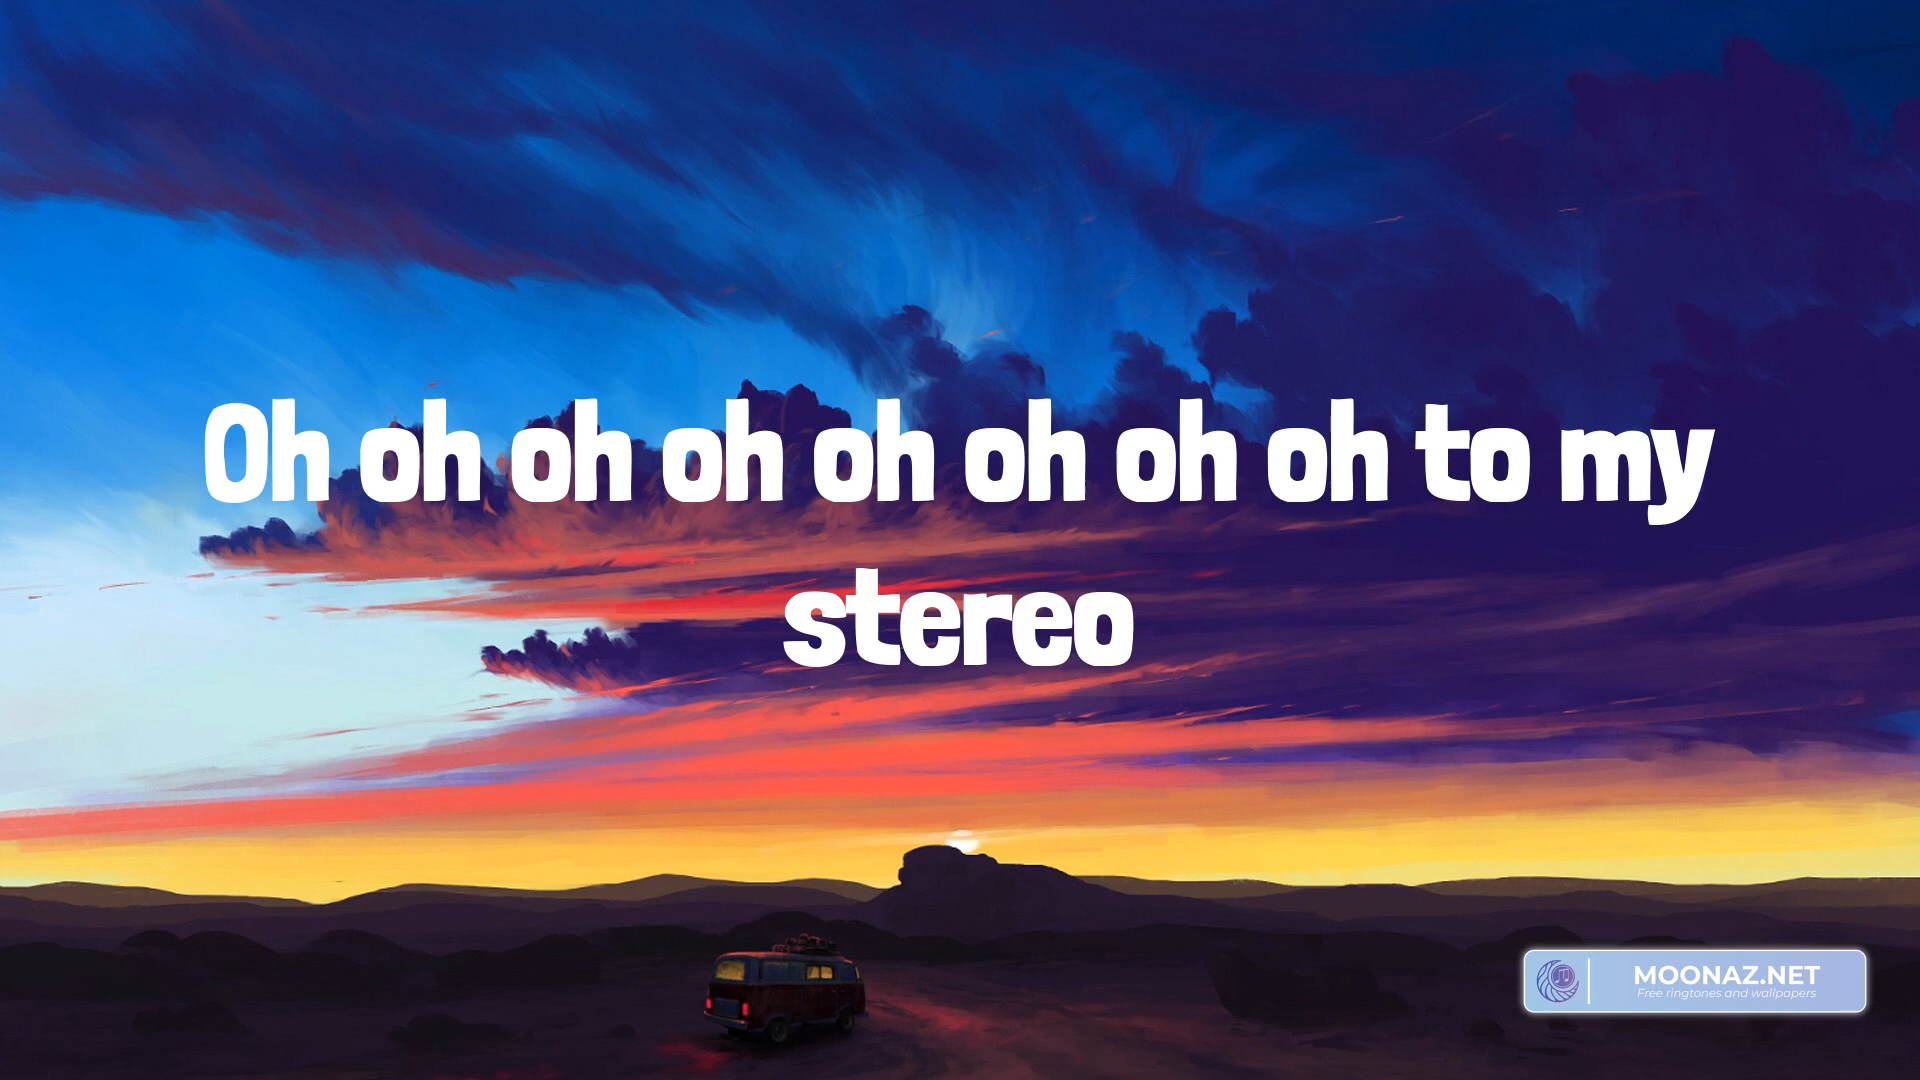 Oh oh oh oh oh oh oh oh to my
stereo
MOONAZ.NET
Free ringtones and wallpapers